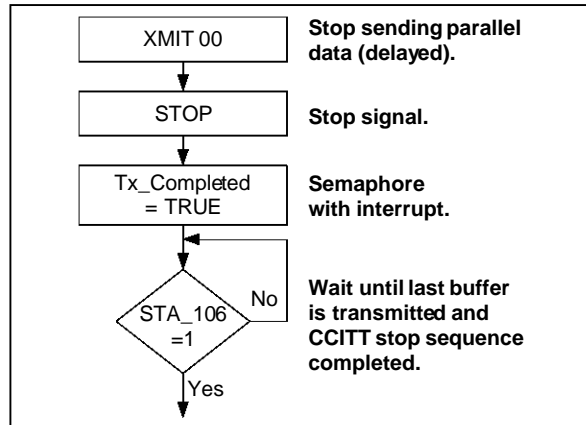 XMIT 00
Stop sending parallel
data (delayed).
STOP
Stop signal.
Tx_Completed
= TRUE
Semaphore
with interrupt.
STA_106
=1
No
Wait until last buffer
is transmitted and
CCITT stop sequence
completed.
Yes